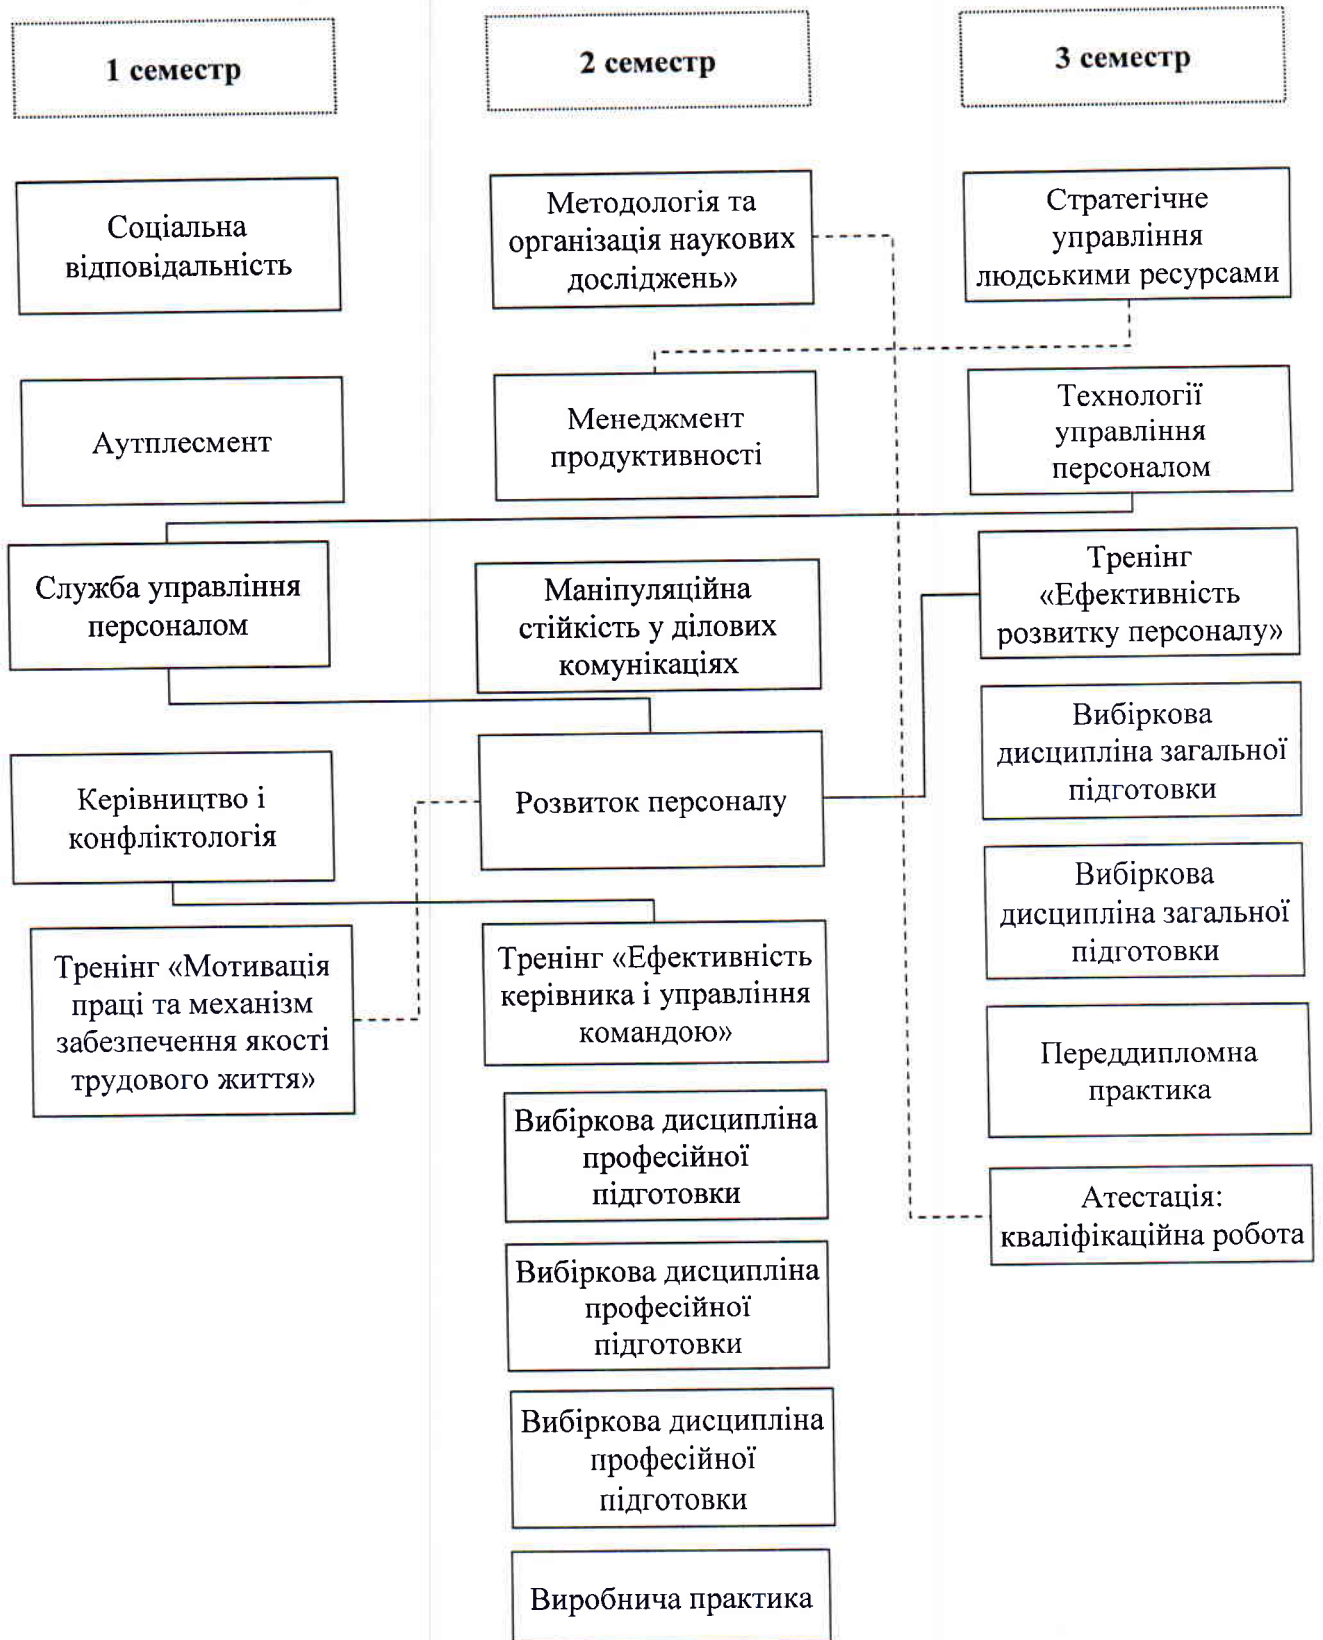 1 семестр
2 семестр
3 семестр
Соціальна
відповідальність
Методологія та
організація наукових
досліджень»
Стратегічне
управління
людськими ресурсами
Аутплесмент
Менеджмент
продуктивності
Технології
управління
персоналом
Служба управління
персоналом
Маніпуляційна
стійкість у ділових
комунікаціях
Тренінг
«Ефективність
розвитку персоналу»
Керівництво і
конфліктологія
Розвиток персоналу
Вибіркова
дисципліна загальної
підготовки
Вибіркова
дисципліна загальної
підготовки
Тренінг «Мотивація
праці та механізм
забезпечення якості
трудового життя»
Тренінг «Ефективність
керівника і управління
командою»
Переддипломна
практика
Вибіркова дисципліна
професійної
підготовки
Атестація:
кваліфікаційна робота
Вибіркова дисципліна
професійної
підготовки
Вибіркова дисципліна
професійної
підготовки
Виробнича практика